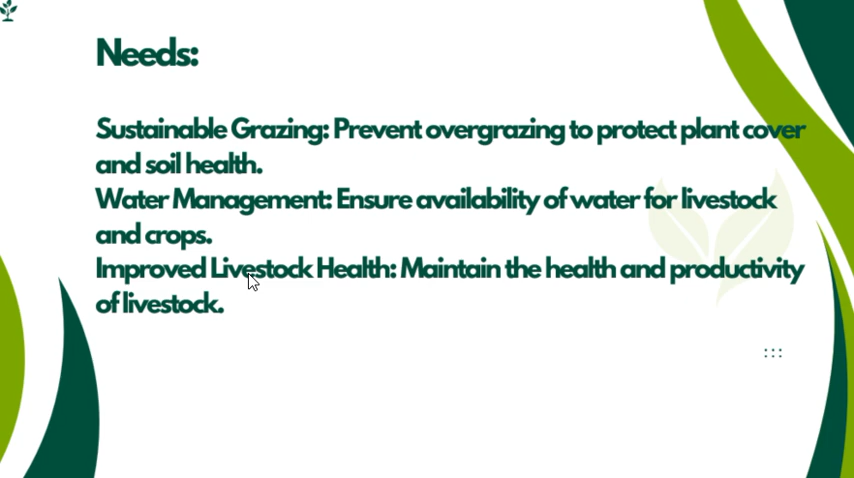 Needs:
Sustainable Grazing: Prevent overgrazing to protect plant cover
and soil health.
Water Management: Ensure availability of water for livestock
and crops.
Improved Livestock Health: Maintain the health and productivity
of livestock.